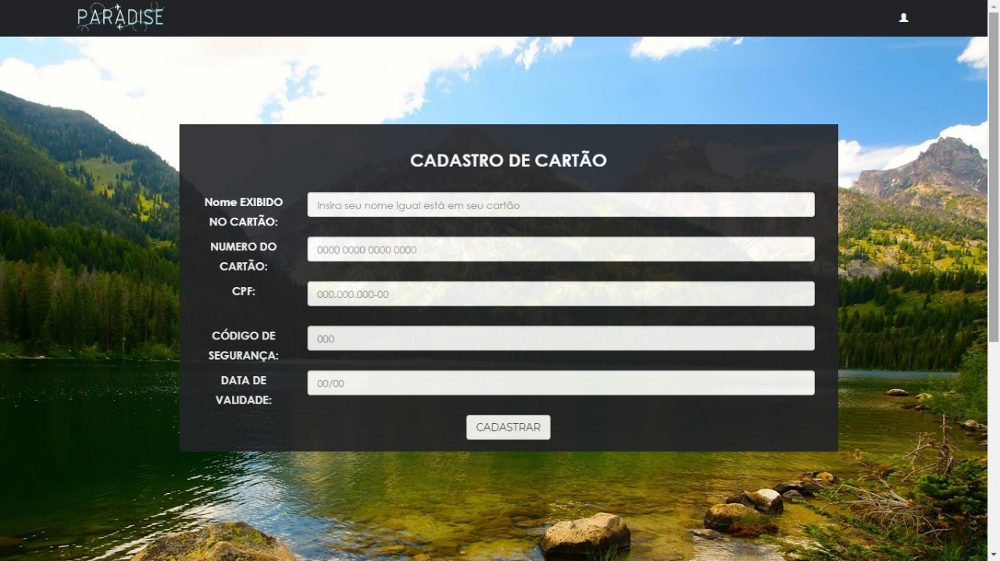 PARADISE
CADASTRO DE CARTÃO
Nome EXIBIDO
NO CARTÃO:
Insira seu nome igual está em seu cartão
NUMERO DO
CARTÃO:
0000 0000 0000 0000
CPF:
000.000.000-00
CÓDIGO DE
SEGURANÇA:
000
DATA DE
VALIDADE:
00/00
CADASTRAR